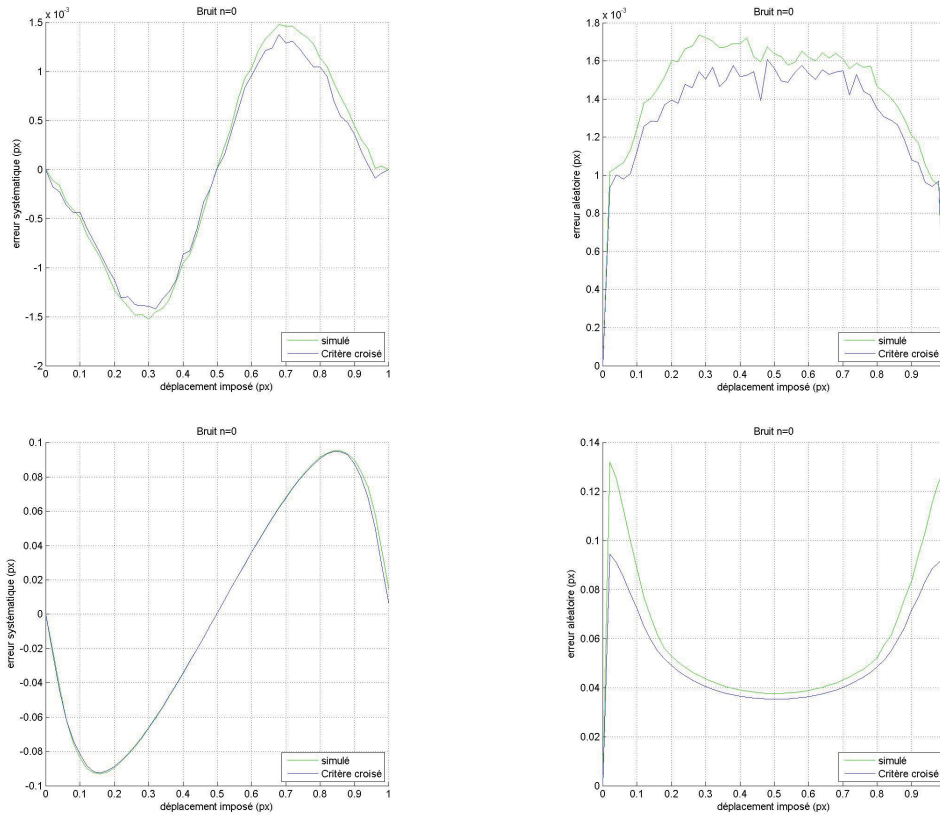 x 10^-3
Bruit n=0
1.5
1
0.5
0
-0.5
-1
-1.5
-2
erreur systématique (px)
0 0.1 0.2 0.3 0.4 0.5 0.6 0.7 0.8 0.9 1
déplacement imposé (px)
simulé
Critère croisé
x 10^-3
Bruit n=0
1.8
1.6
1.4
1.2
1
0.8
0.6
0.4
0.2
0
erreur aléatoire (px)
0 0.1 0.2 0.3 0.4 0.5 0.6 0.7 0.8 0.9
déplacement imposé (px)
simulé
Critère croisé
Bruit n=0
0.1
0.08
0.06
0.04
0.02
0
-0.02
-0.04
-0.06
-0.08
-0.1
erreur systématique (px)
0 0.1 0.2 0.3 0.4 0.5 0.6 0.7 0.8 0.9 1
déplacement imposé (px)
simulé
Critère croisé
Bruit n=0
0.14
0.12
0.1
0.08
0.06
0.04
0.02
0
erreur aléatoire (px)
0 0.1 0.2 0.3 0.4 0.5 0.6 0.7 0.8 0.9
déplacement imposé (px)
simulé
Critère croisé